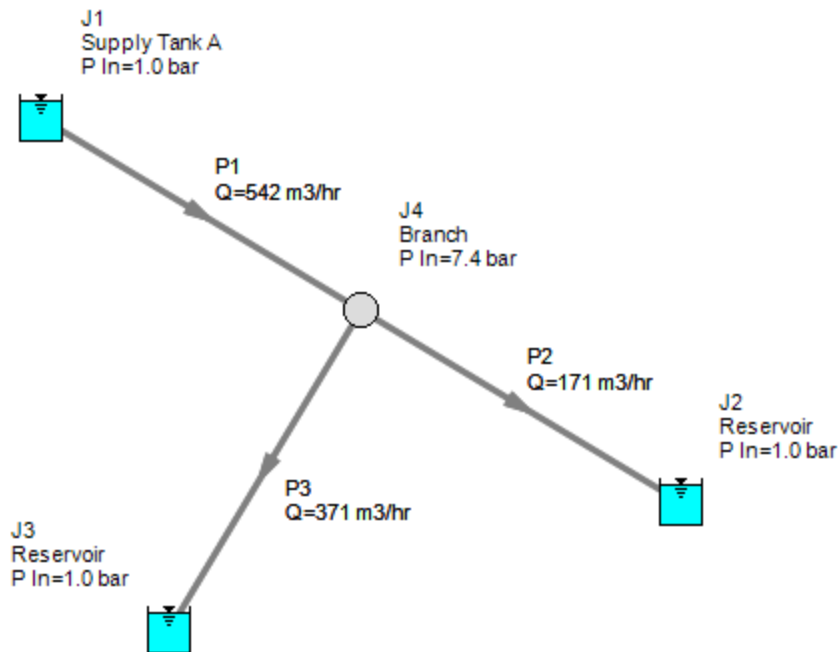 J1
Supply Tank A
P In=1.0 bar
P1
Q=542 m3/hr
J4
Branch
P In=7.4 bar
P2
Q=171 m3/hr
J2
Reservoir
P In=1.0 bar
P3
Q=371 m3/hr
J3
Reservoir
P In=1.0 bar